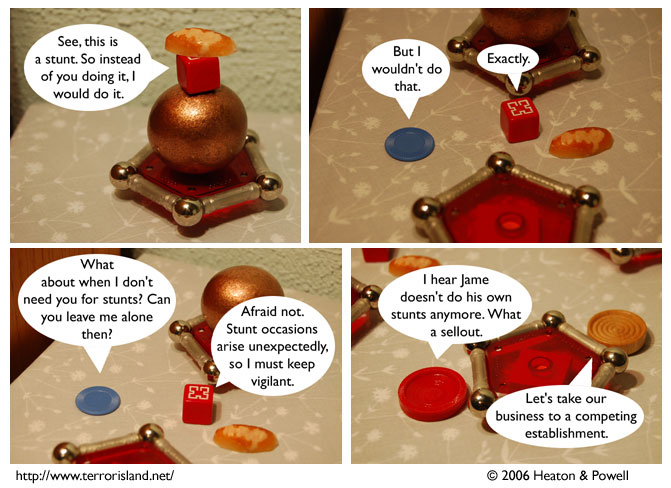 See, this is
a stunt. So instead
of you doing it, I
would do it.
But I
wouldn't do
that.
Exactly.
What
about when I don't
need you for stunts? Can
you leave me alone
then?
Afraid not.
Stunt occasions
arise unexpectedly,
so I must keep
vigilant.
I hear Jame
doesn't do his own
stunts anymore. What
a sellout.
Let's take our
business to a competing
establishment.
http://www.terrorisland.net/
© 2006 Heaton & Powell